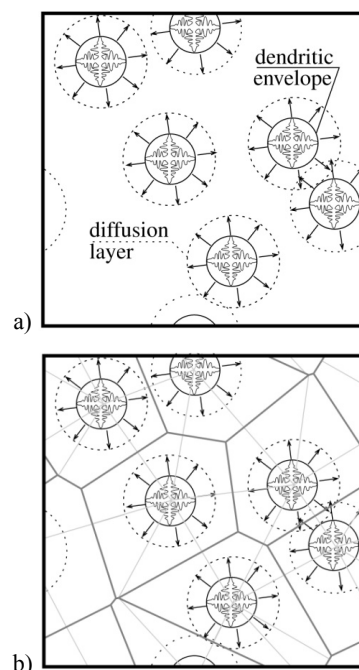 dendritic
envelope
diffusion
layer
a)
b)